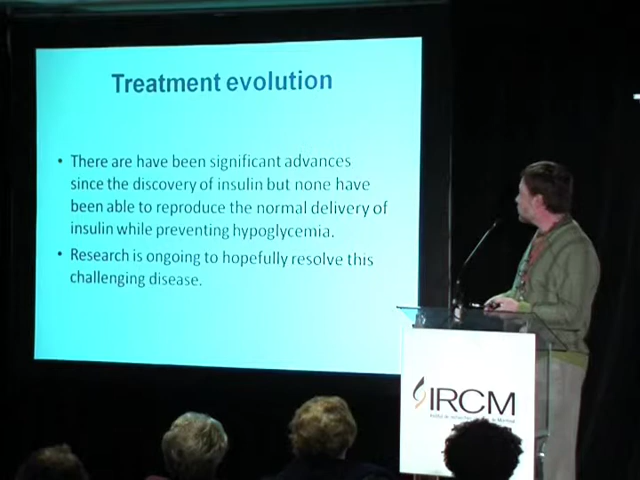 Treatment evolution
• There are have been significant advances
since the discovery of insulin but none have
been able to reproduce the normal delivery of
insulin while preventing hypoglycemia.
• Research is ongoing to hopefully resolve this
challenging disease.
IRCM